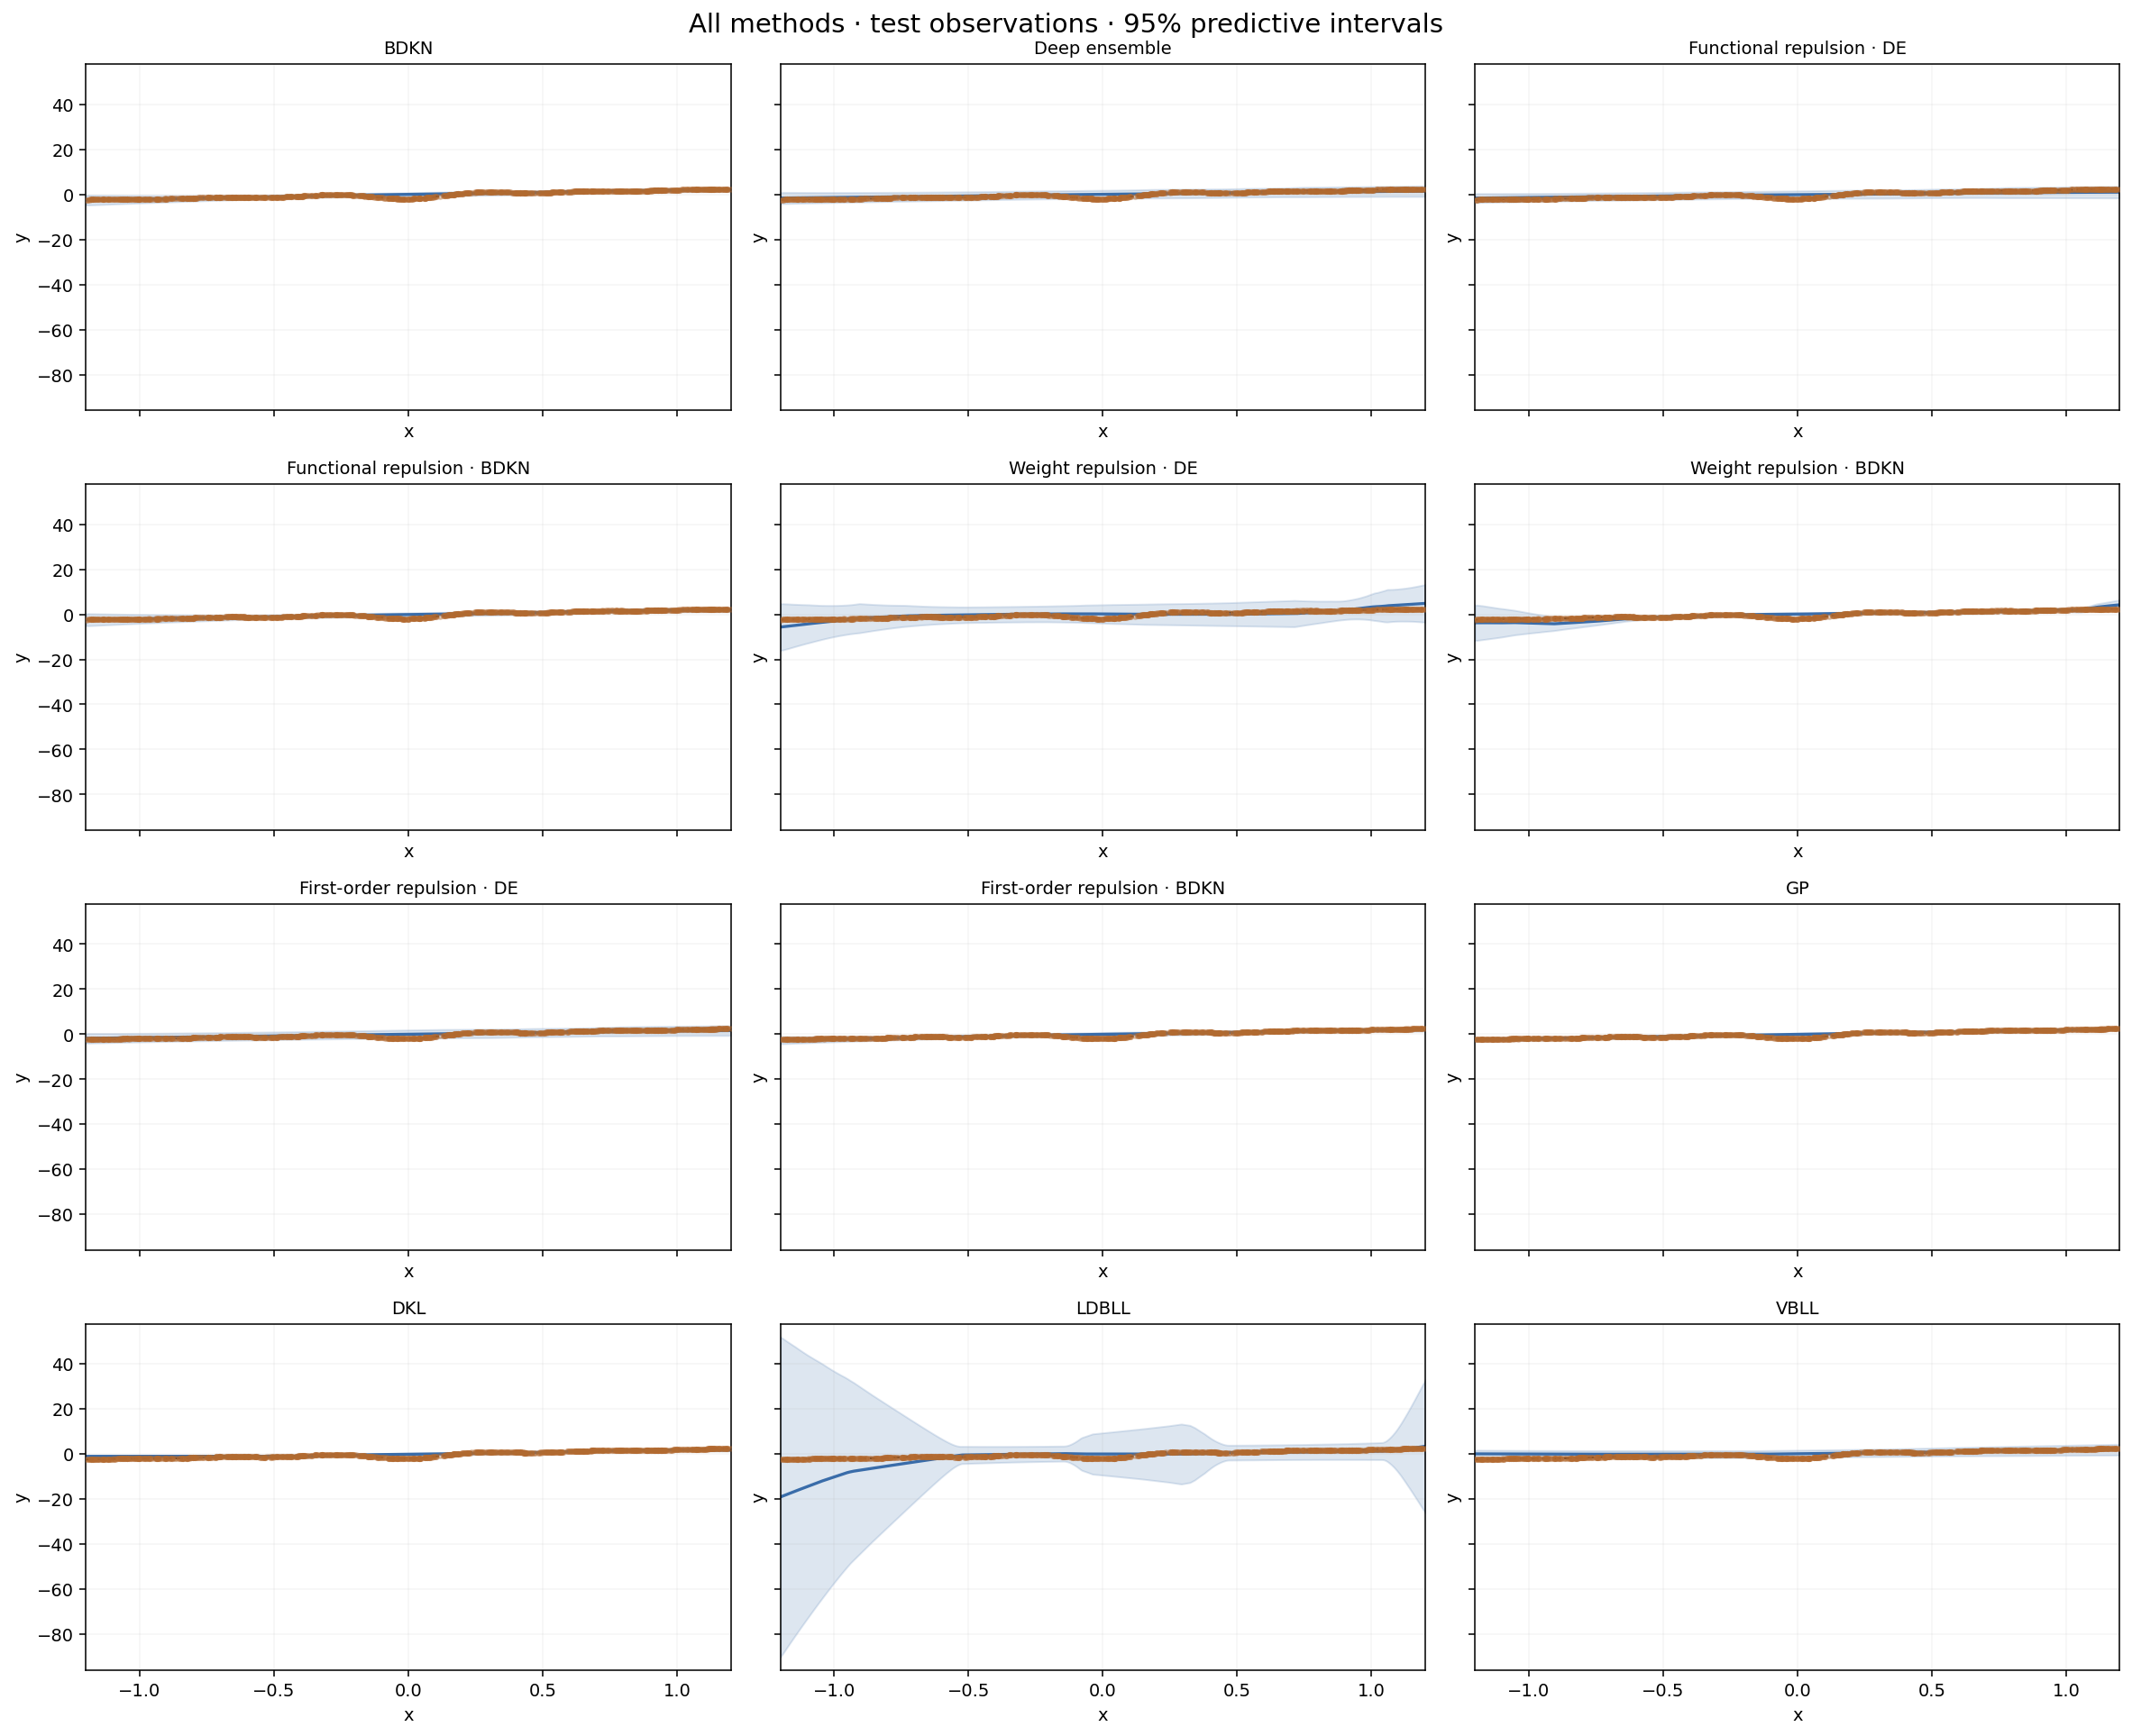 All methods · test observations · 95% predictive intervals
BDKN
Deep ensemble
Functional repulsion · DE
40
20
0
−20
−40
−60
−80
y
y
y
x
x
x
Functional repulsion · BDKN
Weight repulsion · DE
Weight repulsion · BDKN
40
20
0
−20
−40
−60
−80
y
y
y
x
x
x
First-order repulsion · DE
First-order repulsion · BDKN
GP
40
20
0
−20
−40
−60
−80
y
y
y
x
x
x
DKL
LDBLL
VBLL
40
20
0
−20
−40
−60
−80
y
y
y
−1.0 −0.5 0.0 0.5 1.0
−1.0 −0.5 0.0 0.5 1.0
−1.0 −0.5 0.0 0.5 1.0
x
x
x